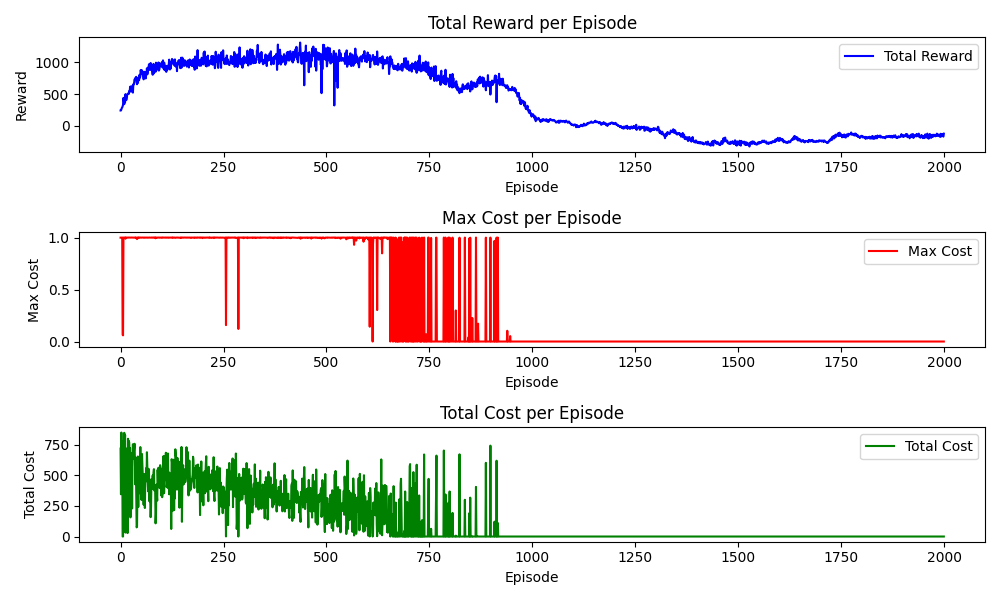 Total Reward per Episode
Reward
1000
500
0
Total Reward
0 250 500 750 1000 1250 1500 1750 2000
Episode
Max Cost per Episode
Max Cost
1.0
0.5
0.0
Max Cost
0 250 500 750 1000 1250 1500 1750 2000
Episode
Total Cost per Episode
Total Cost
750
500
250
0
Total Cost
0 250 500 750 1000 1250 1500 1750 2000
Episode